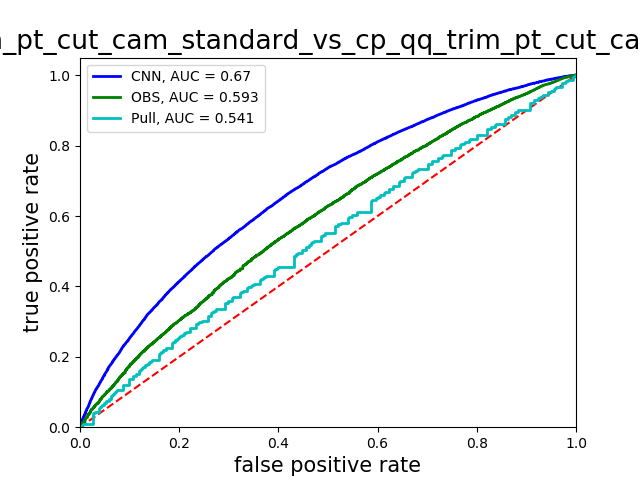 _pt_cut_cam_standard_vs_cp_qq_trim_pt_cut_ca
CNN, AUC = 0.67
OBS, AUC = 0.593
Pull, AUC = 0.541
true positive rate
1.0
0.8
0.6
0.4
0.2
0.0
0.0 0.2 0.4 0.6 0.8 1.0
false positive rate